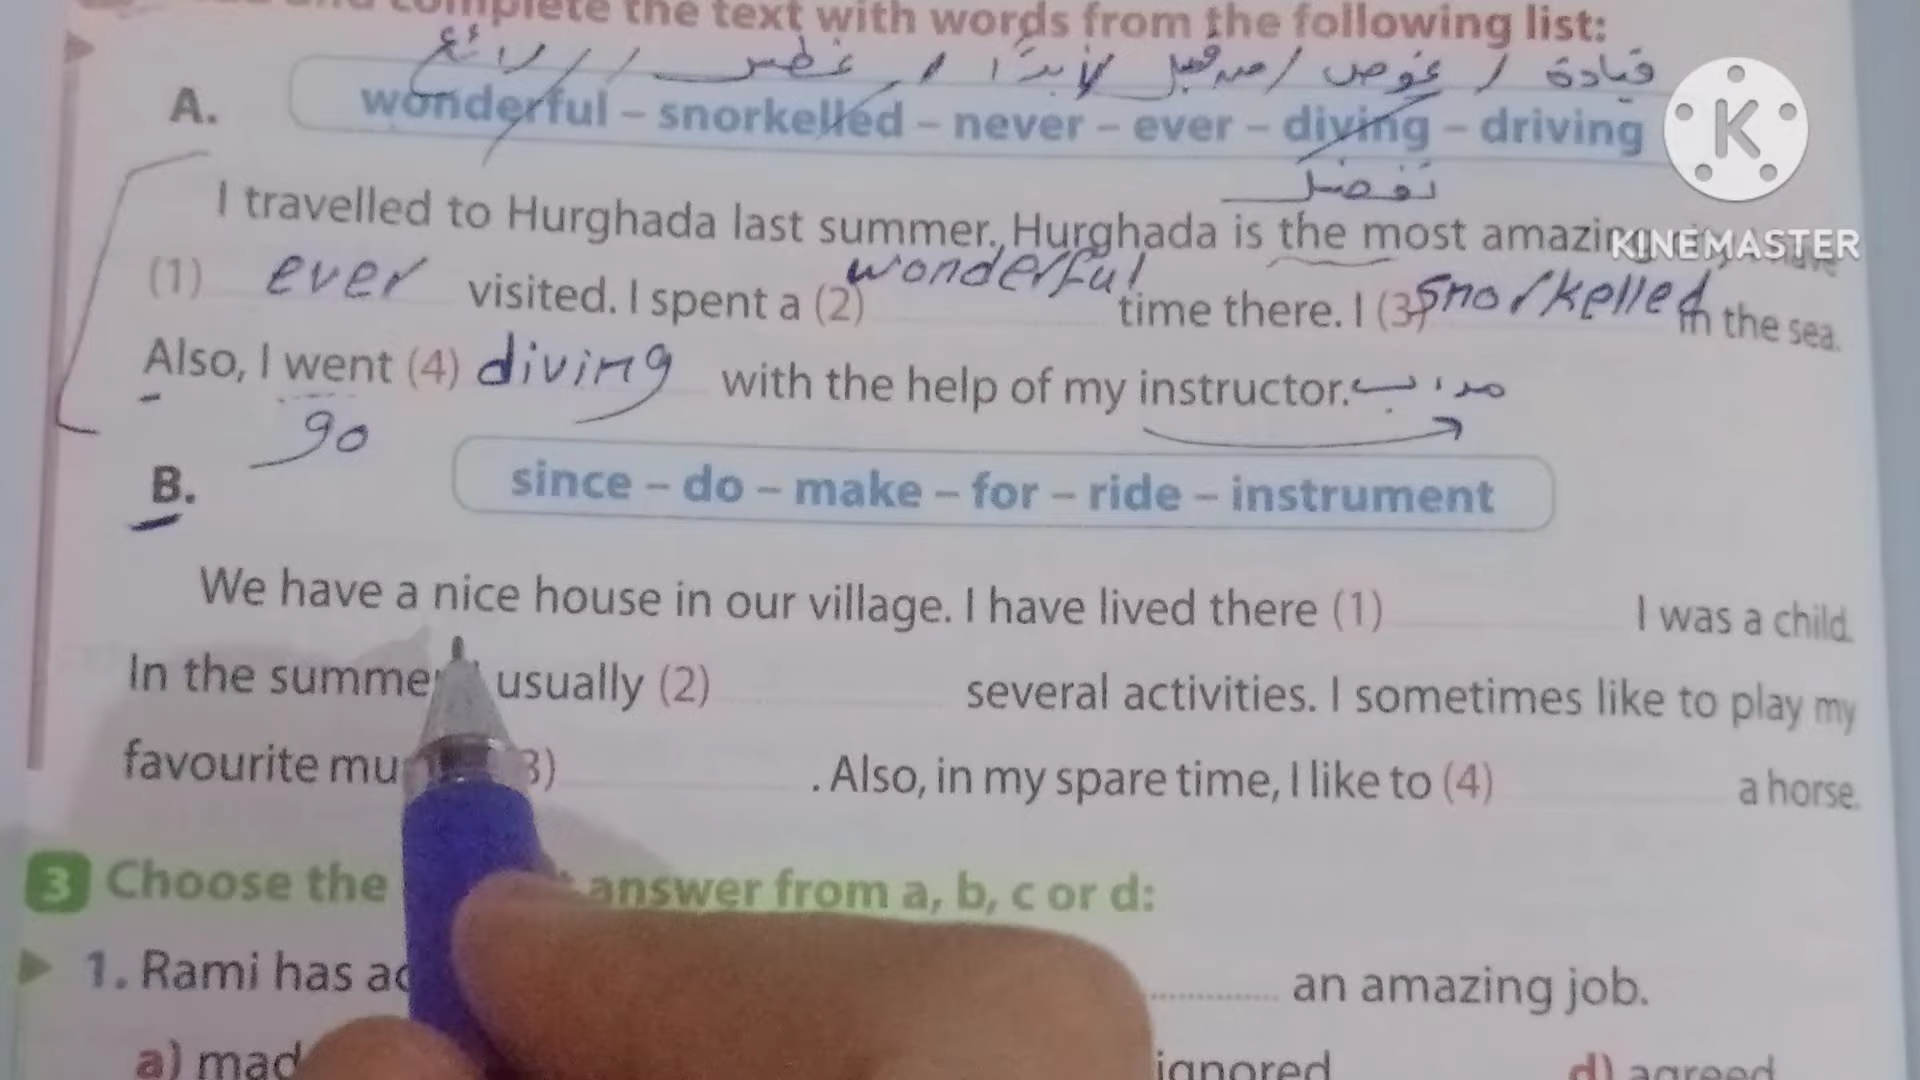 complete the text with words from the following list:
قيادة / غوص / من قبل / لأبدًا / غطس / رائع
A. wonderful – snorkelled – never – ever – diving – driving
تفضل
I travelled to Hurghada last summer. Hurghada is the most amazing
(1) ever visited. I spent a (2) wonderful time there. I (3) snorkelled in the sea.
Also, I went (4) diving with the help of my instructor. مدرب
go
B. since – do – make – for – ride – instrument
We have a nice house in our village. I have lived there (1) I was a child.
In the summer usually (2) several activities. I sometimes like to play my
favourite (3) . Also, in my spare time, I like to (4) a horse.
3 Choose the answer from a, b, c or d:
1. Rami has an amazing job.
a) ignored d) agreed
K
KINEMASTER